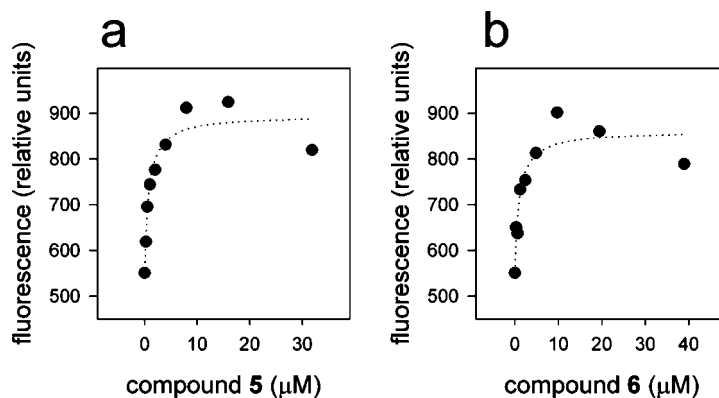 a
fluorescence (relative units)
900
800
700
600
500
0 10 20 30
compound 5 (μM)
b
fluorescence (relative units)
900
800
700
600
500
0 10 20 30 40
compound 6 (μM)